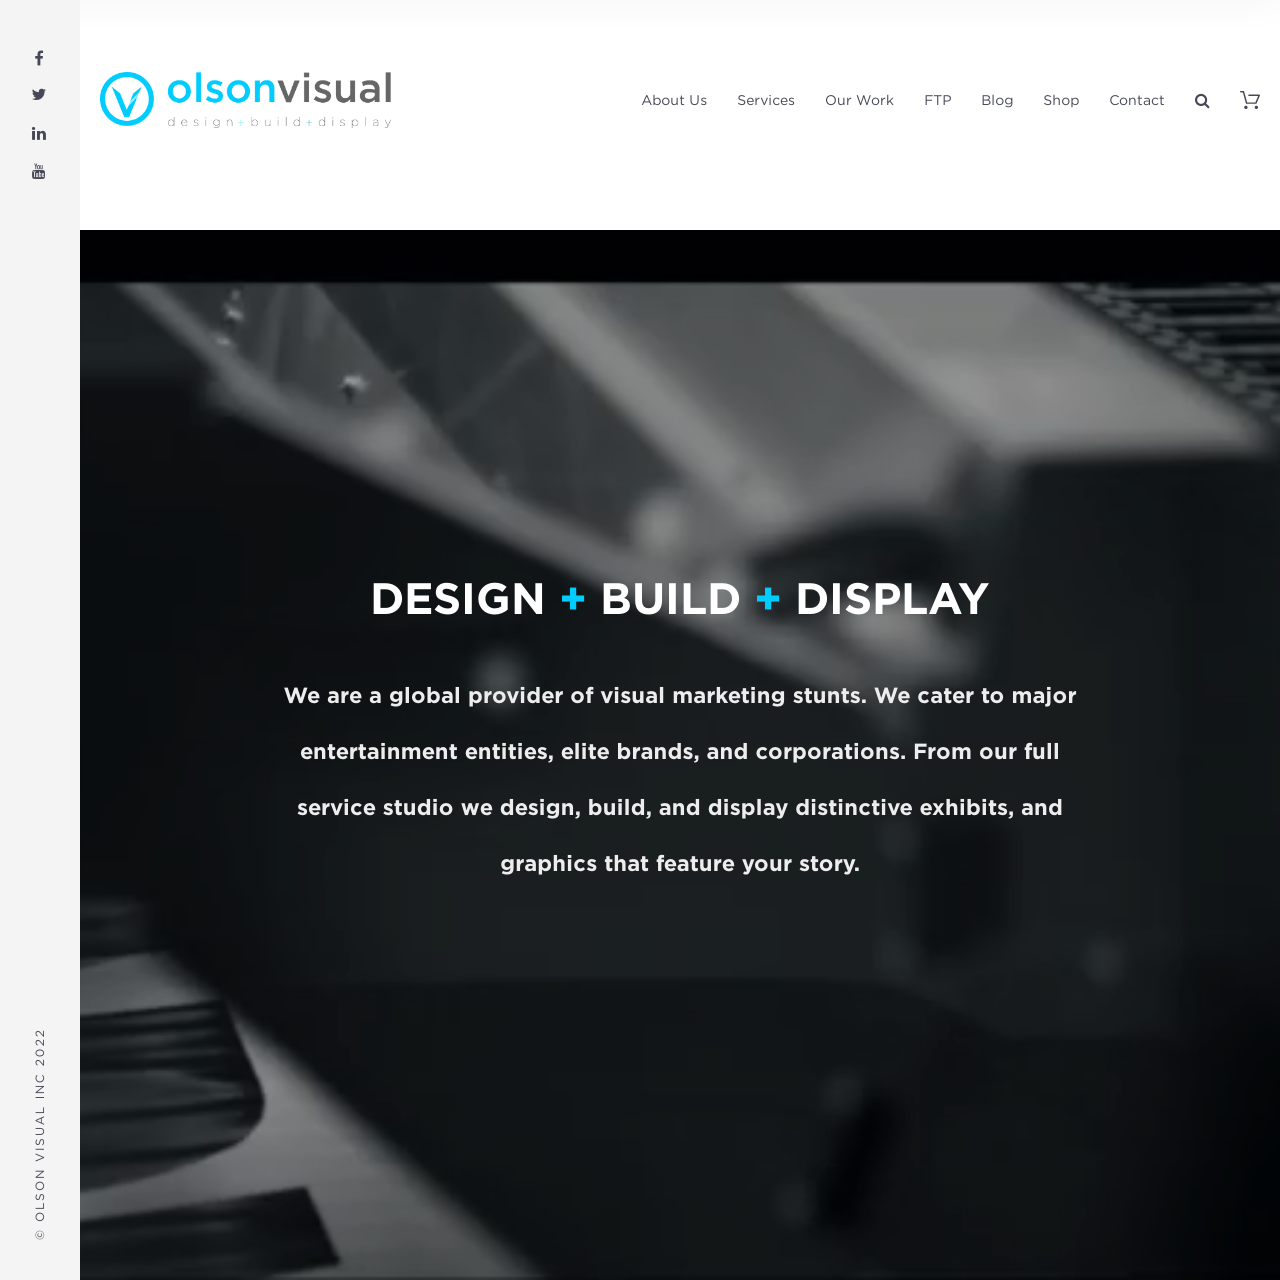 olsonvisual
design+build+display
About Us
Services
Our Work
FTP
Blog
Shop
Contact
You
Tube
DESIGN + BUILD + DISPLAY
We are a global provider of visual marketing stunts. We cater to major
entertainment entities, elite brands, and corporations. From our full
service studio we design, build, and display distinctive exhibits, and
graphics that feature your story.
© OLSON VISUAL INC 2022